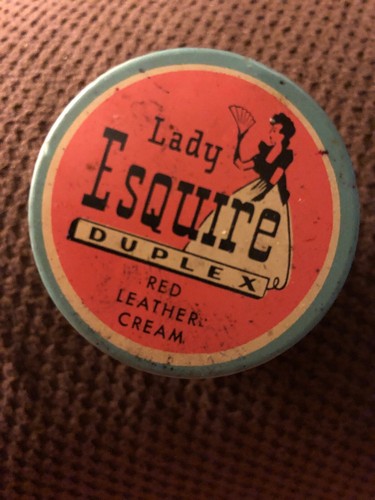 Lady
Esquire
DUPLEX
RED
LEATHER
CREAM